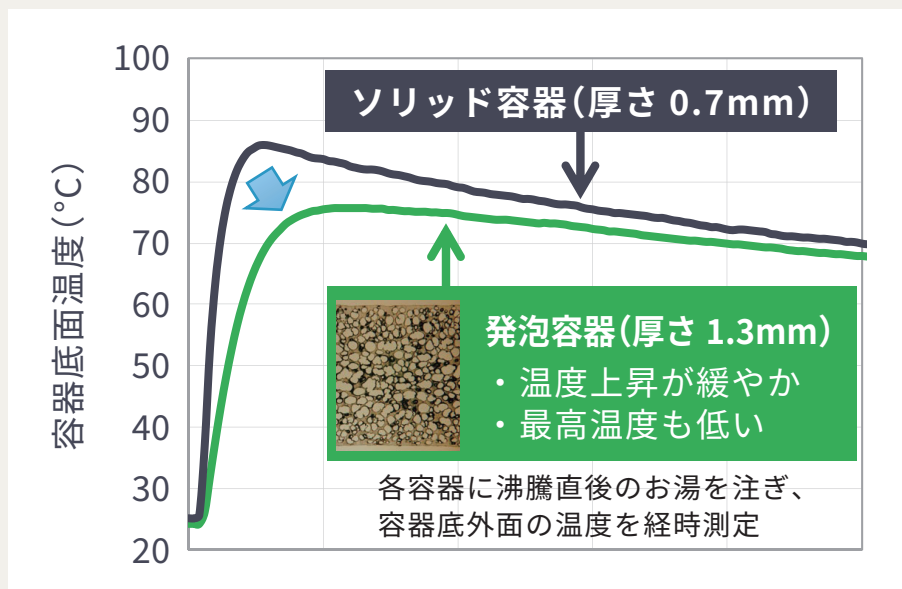 100
90
80
70
60
50
40
30
20
容器底面温度(°C)
ソリッド容器(厚さ 0.7mm)
発泡容器(厚さ 1.3mm)
・温度上昇が緩やか
・最高温度も低い
各容器に沸騰直後のお湯を注ぎ、
容器底外面の温度を経時測定